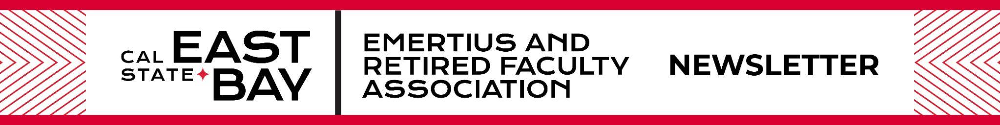 CAL EAST
STATE BAY
EMERTIUS AND
RETIRED FACULTY
ASSOCIATION
NEWSLETTER